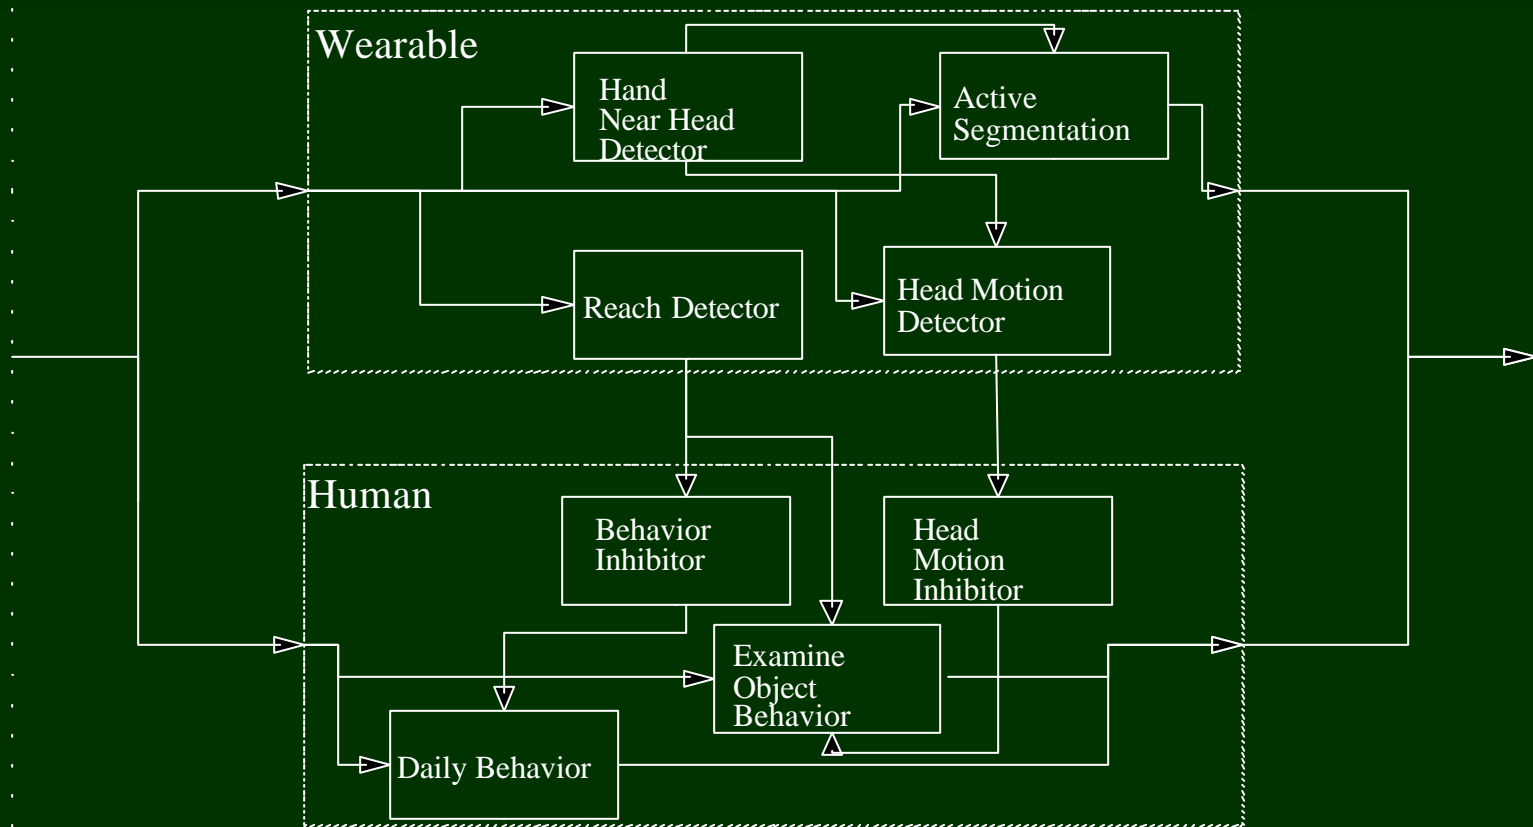 Wearable
Hand
Near Head
Detector
Active
Segmentation
Reach Detector
Head Motion
Detector
Human
Behavior
Inhibitor
Head
Motion
Inhibitor
Examine
Object
Behavior
Daily Behavior